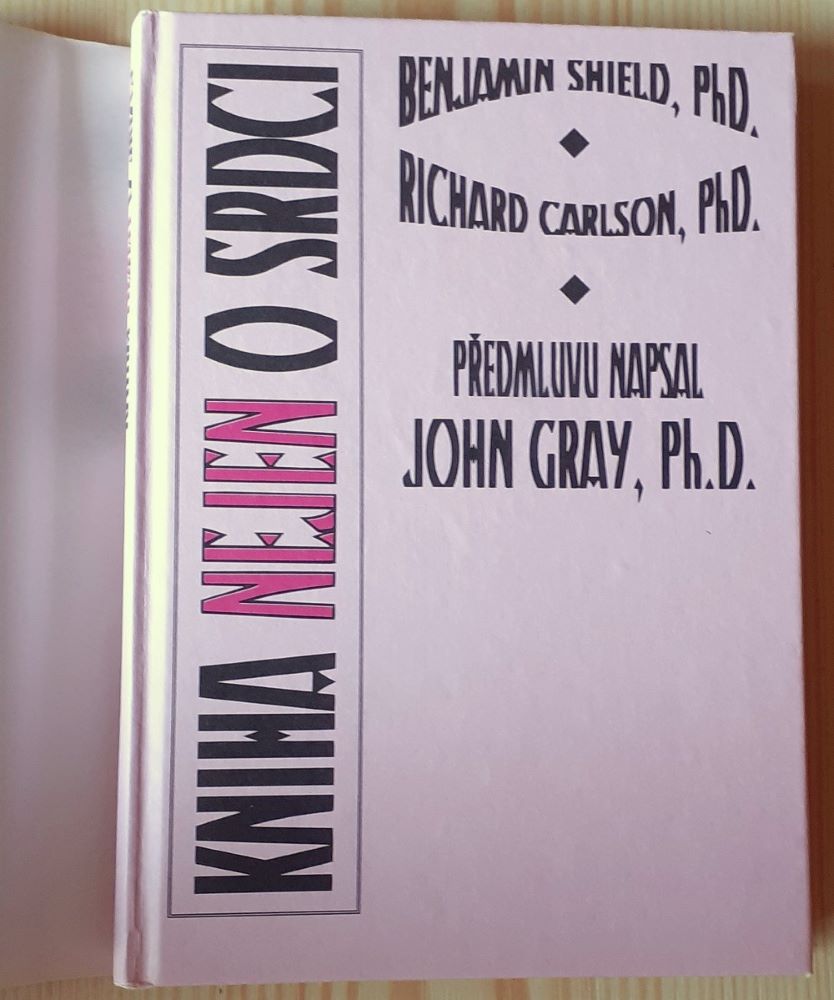 KNIHA NEJEN O SRDCI
BENJAMIN SHIELD, PhD.
RICHARD CARLSON, PhD.
PŘEDMLUVU NAPSAL
JOHN GRAY, Ph.D.